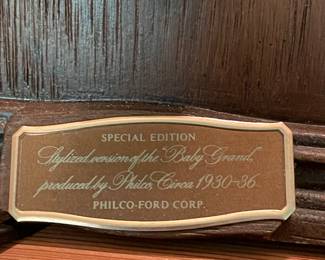 SPECIAL EDITION
Stylized version of the "Baby Grand,"
produced by Philco, Circa 1930-36
PHILCO-FORD CORP.